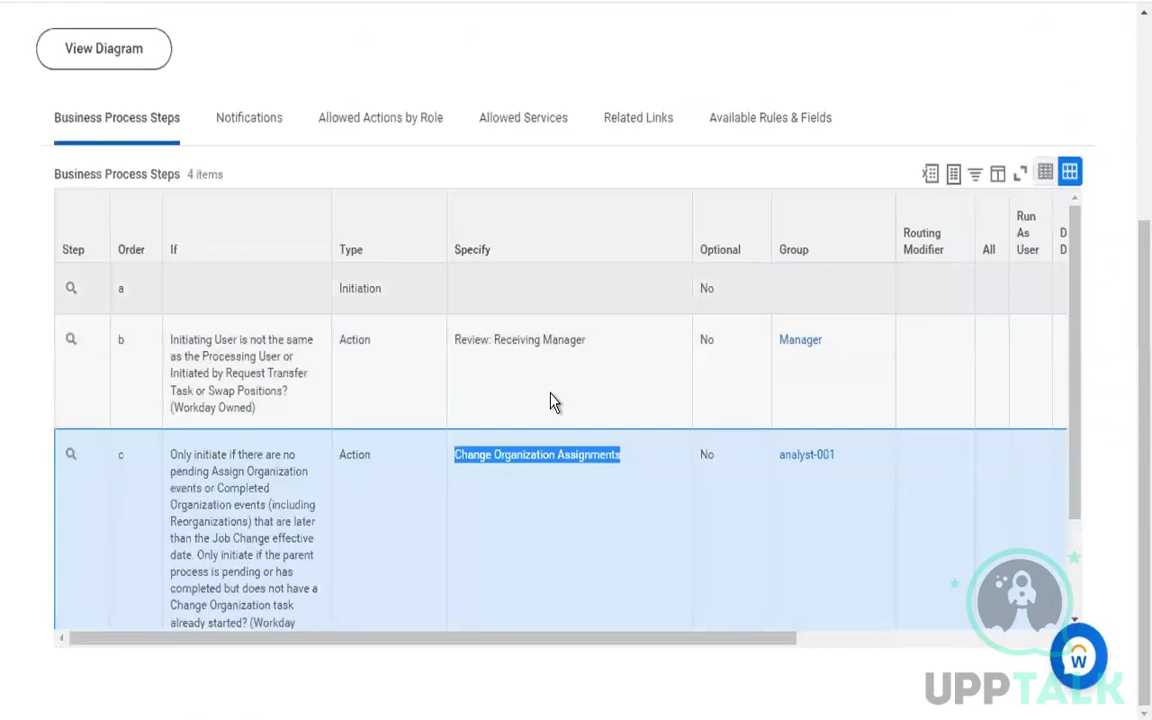 View Diagram
Business Process Steps Notifications Allowed Actions by Role Allowed Services Related Links Available Rules & Fields
Business Process Steps 4 items
Step Order If Type Specify Optional Group Routing Modifier All Run As User D D
a Initiation No
b Initiating User is not the same as the Processing User or Initiated by Request Transfer Task or Swap Positions? (Workday Owned) Action Review: Receiving Manager No Manager
c Only initiate if there are no pending Assign Organization events or Completed Organization events (including Reorganizations) that are later than the Job Change effective date. Only initiate if the parent process is pending or has completed but does not have a Change Organization task already started? (Workday Action Change Organization Assignments No analyst-001
W
UPPTALK